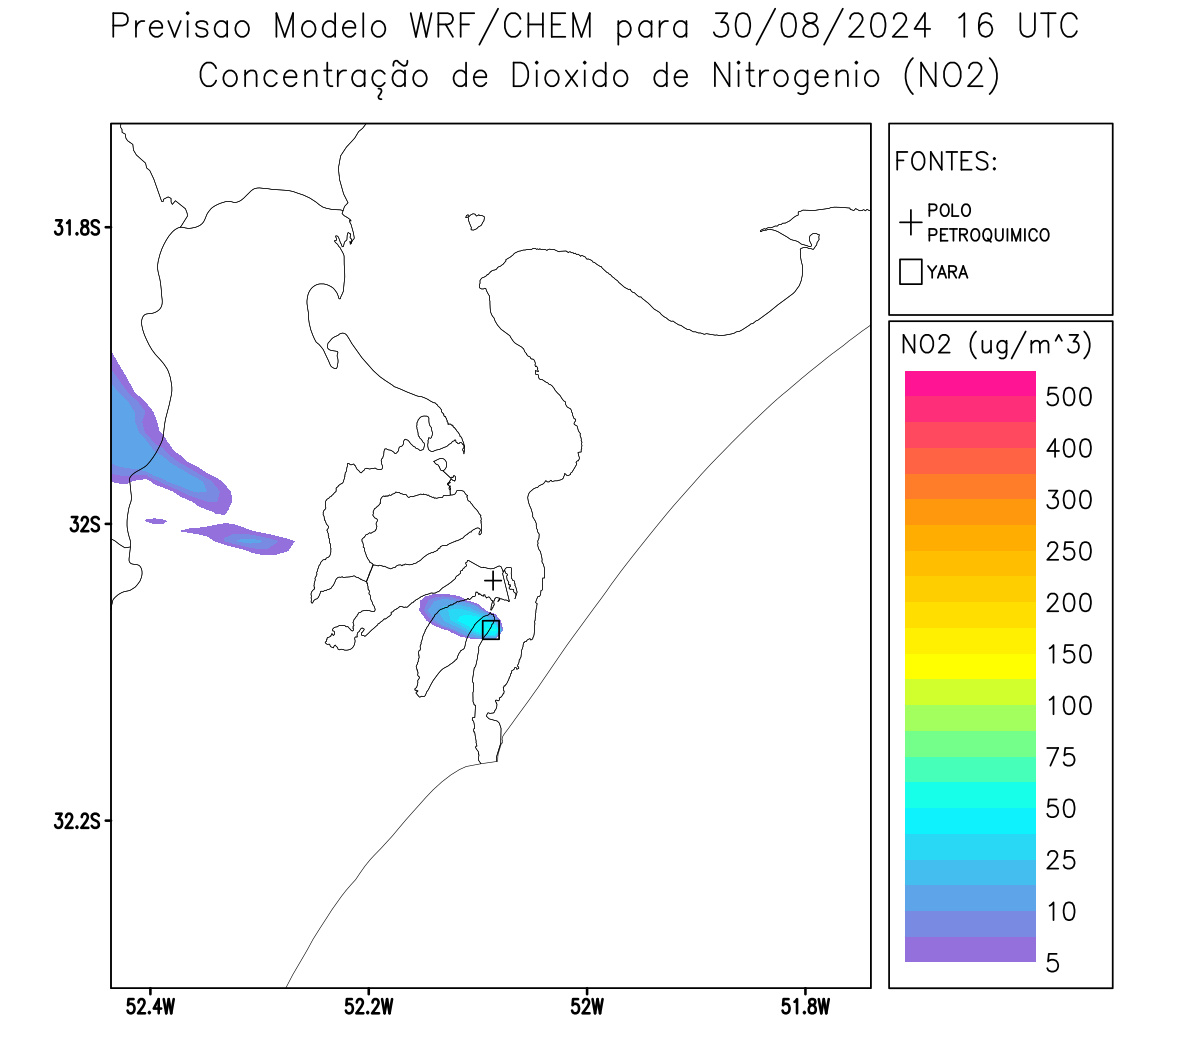 Previsao Modelo WRF/CHEM para 30/08/2024 16 UTC
Concentração de Dioxido de Nitrogenio (NO2)
FONTES:
POLO
PETROQUIMICO
YARA
NO2 (ug/m^3)
500
400
300
250
200
150
100
75
50
25
10
5
31.8S
32S
32.2S
52.4W
52.2W
52W
51.8W